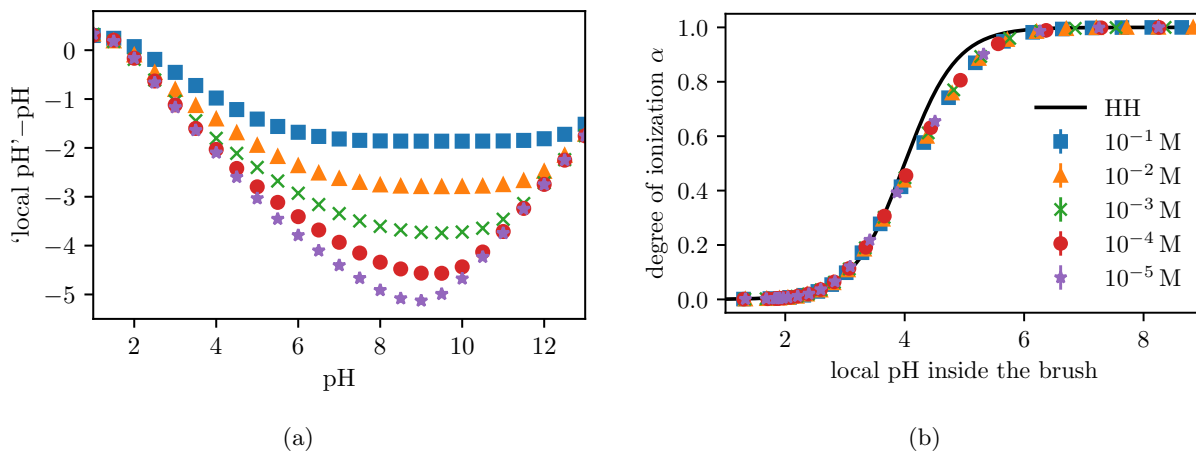 0
−1
−2
−3
−4
−5
‘local pH’−pH
2
4
6
8
10
12
pH
(a)
1.0
0.8
0.6
0.4
0.2
0.0
degree of ionization α
HH
10⁻¹ M
10⁻² M
10⁻³ M
10⁻⁴ M
10⁻⁵ M
2
4
6
8
local pH inside the brush
(b)